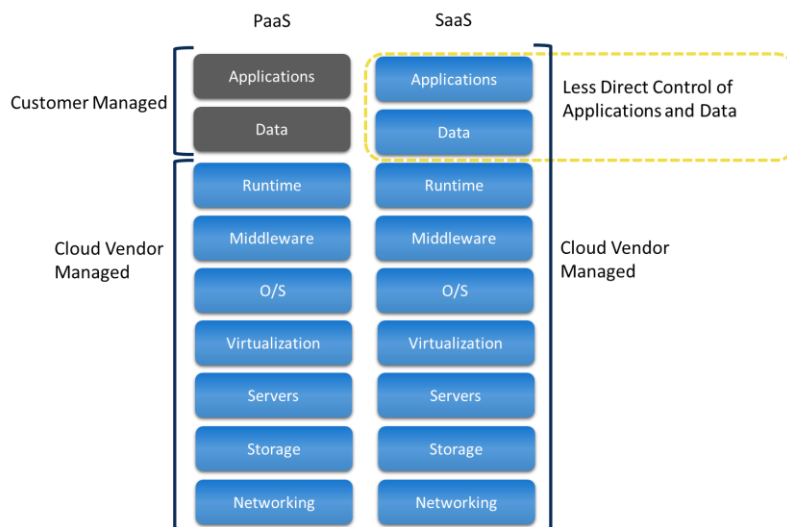 PaaS
SaaS
Customer Managed
Applications
Applications
Less Direct Control of
Applications and Data
Data
Data
Runtime
Runtime
Cloud Vendor
Managed
Middleware
Middleware
Cloud Vendor
Managed
O/S
O/S
Virtualization
Virtualization
Servers
Servers
Storage
Storage
Networking
Networking